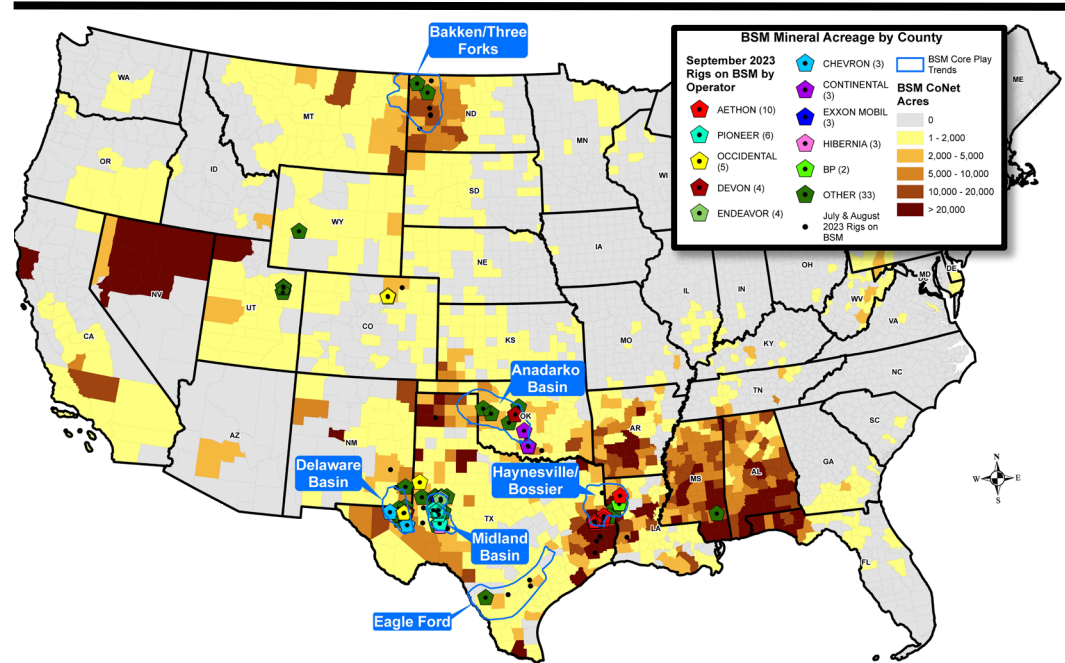 BSM Mineral Acreage by County
September 2023
Rigs on BSM by
Operator
AETHON (10)
PIONEER (6)
OCCIDENTAL
(5)
DEVON (4)
ENDEAVOR (4)
CHEVRON (3)
CONTINENTAL
(3)
EXXON MOBIL
(3)
HIBERNIA (3)
BP (2)
OTHER (33)
July & August
2023 Rigs on
BSM
BSM Core Play
Trends
BSM CoNet
Acres
0
1 - 2,000
2,000 - 5,000
5,000 - 10,000
10,000 - 20,000
> 20,000
Bakken/Three
Forks
WA
MT
ND
MN
ME
OR
ID
WI
SD
WY
IA
NE
NV
UT
CO
IL
IN
OH
MD
DE
WV
VA
CA
KS
MO
KY
Anadarko
Basin
NC
TN
OK
AZ
NM
AR
SC
Delaware
Basin
Haynesville/
Bossier
MS
AL
GA
TX
LA
Midland
Basin
FL
Eagle Ford
N
W
E
S